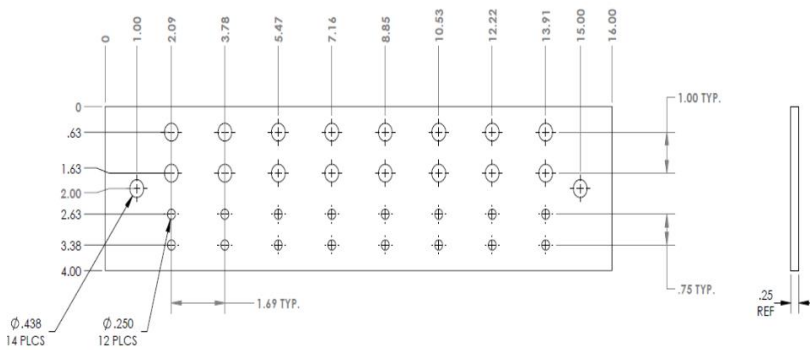 0
1.00
2.09
3.78
5.47
7.16
8.85
10.53
12.22
13.91
15.00
16.00
0
.63
1.63
2.00
2.63
3.38
4.00
1.00 TYP.
.75 TYP.
1.69 TYP.
Ø.438
14 PLCS
Ø.250
12 PLCS
.25
REF